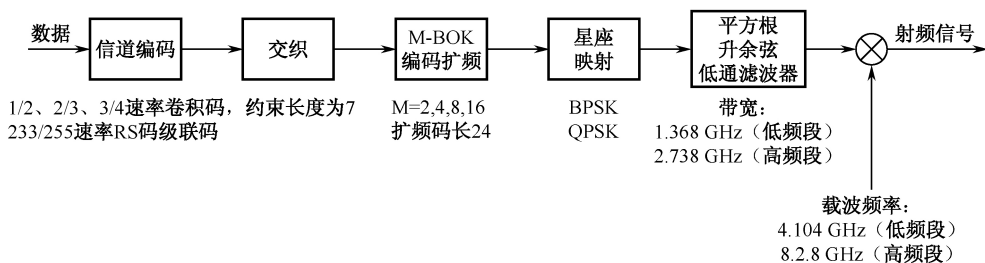 数据
信道编码
交织
M-BOK
编码扩频
星座
映射
平方根
升余弦
低通滤波器
射频信号
1/2、2/3、3/4速率卷积码，约束长度为7
233/255速率RS码级联码
M=2,4,8,16
扩频码长24
BPSK
QPSK
带宽：
1.368 GHz（低频段）
2.738 GHz（高频段）
载波频率：
4.104 GHz（低频段）
8.2.8 GHz（高频段）